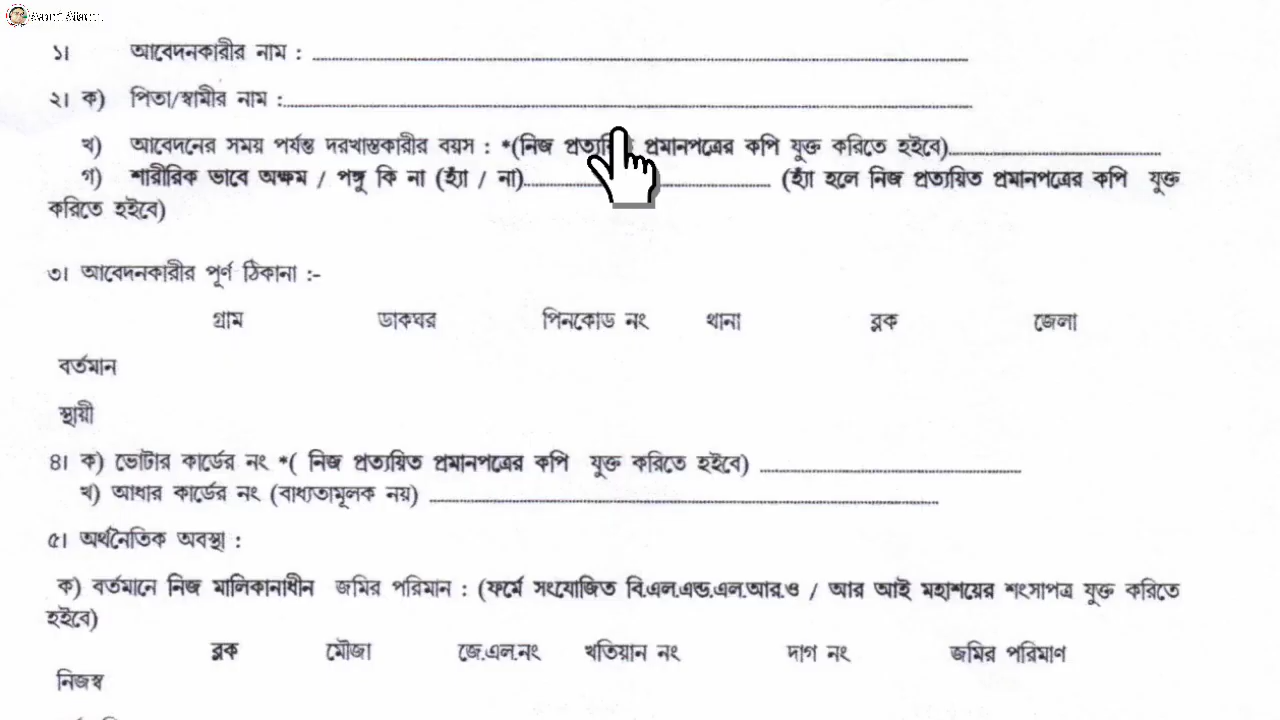 ১। আবেদনকারীর নাম :
২। ক) পিতা/স্বামীর নাম :
খ) আবেদনের সময় পর্যন্ত দরখাস্তকারীর বয়স : *(নিজ প্রত্যয়িত প্রমানপত্রের কপি যুক্ত করিতে হইবে)
গ) শারীরিক ভাবে অক্ষম / পঙ্গু কি না (হ্যাঁ / না) (হ্যাঁ হলে নিজ প্রত্যয়িত প্রমানপত্রের কপি যুক্ত
করিতে হইবে)
৩। আবেদনকারীর পূর্ণ ঠিকানা :-
গ্রাম ডাকঘর পিনকোড নং থানা ব্লক জেলা
বর্তমান
স্থায়ী
৪। ক) ভোটার কার্ডের নং *( নিজ প্রত্যয়িত প্রমানপত্রের কপি যুক্ত করিতে হইবে)
খ) আধার কার্ডের নং (বাধ্যতামূলক নয়)
৫। অর্থনৈতিক অবস্থা :
ক) বর্তমানে নিজ মালিকানাধীন জমির পরিমান : (ফর্মে সংযোজিত বি.এল.এন্ড.এল.আর.ও / আর আই মহাশয়ের শংসাপত্র যুক্ত করিতে
হইবে)
ব্লক মৌজা জে.এল.নং খতিয়ান নং দাগ নং জমির পরিমাণ
নিজস্ব